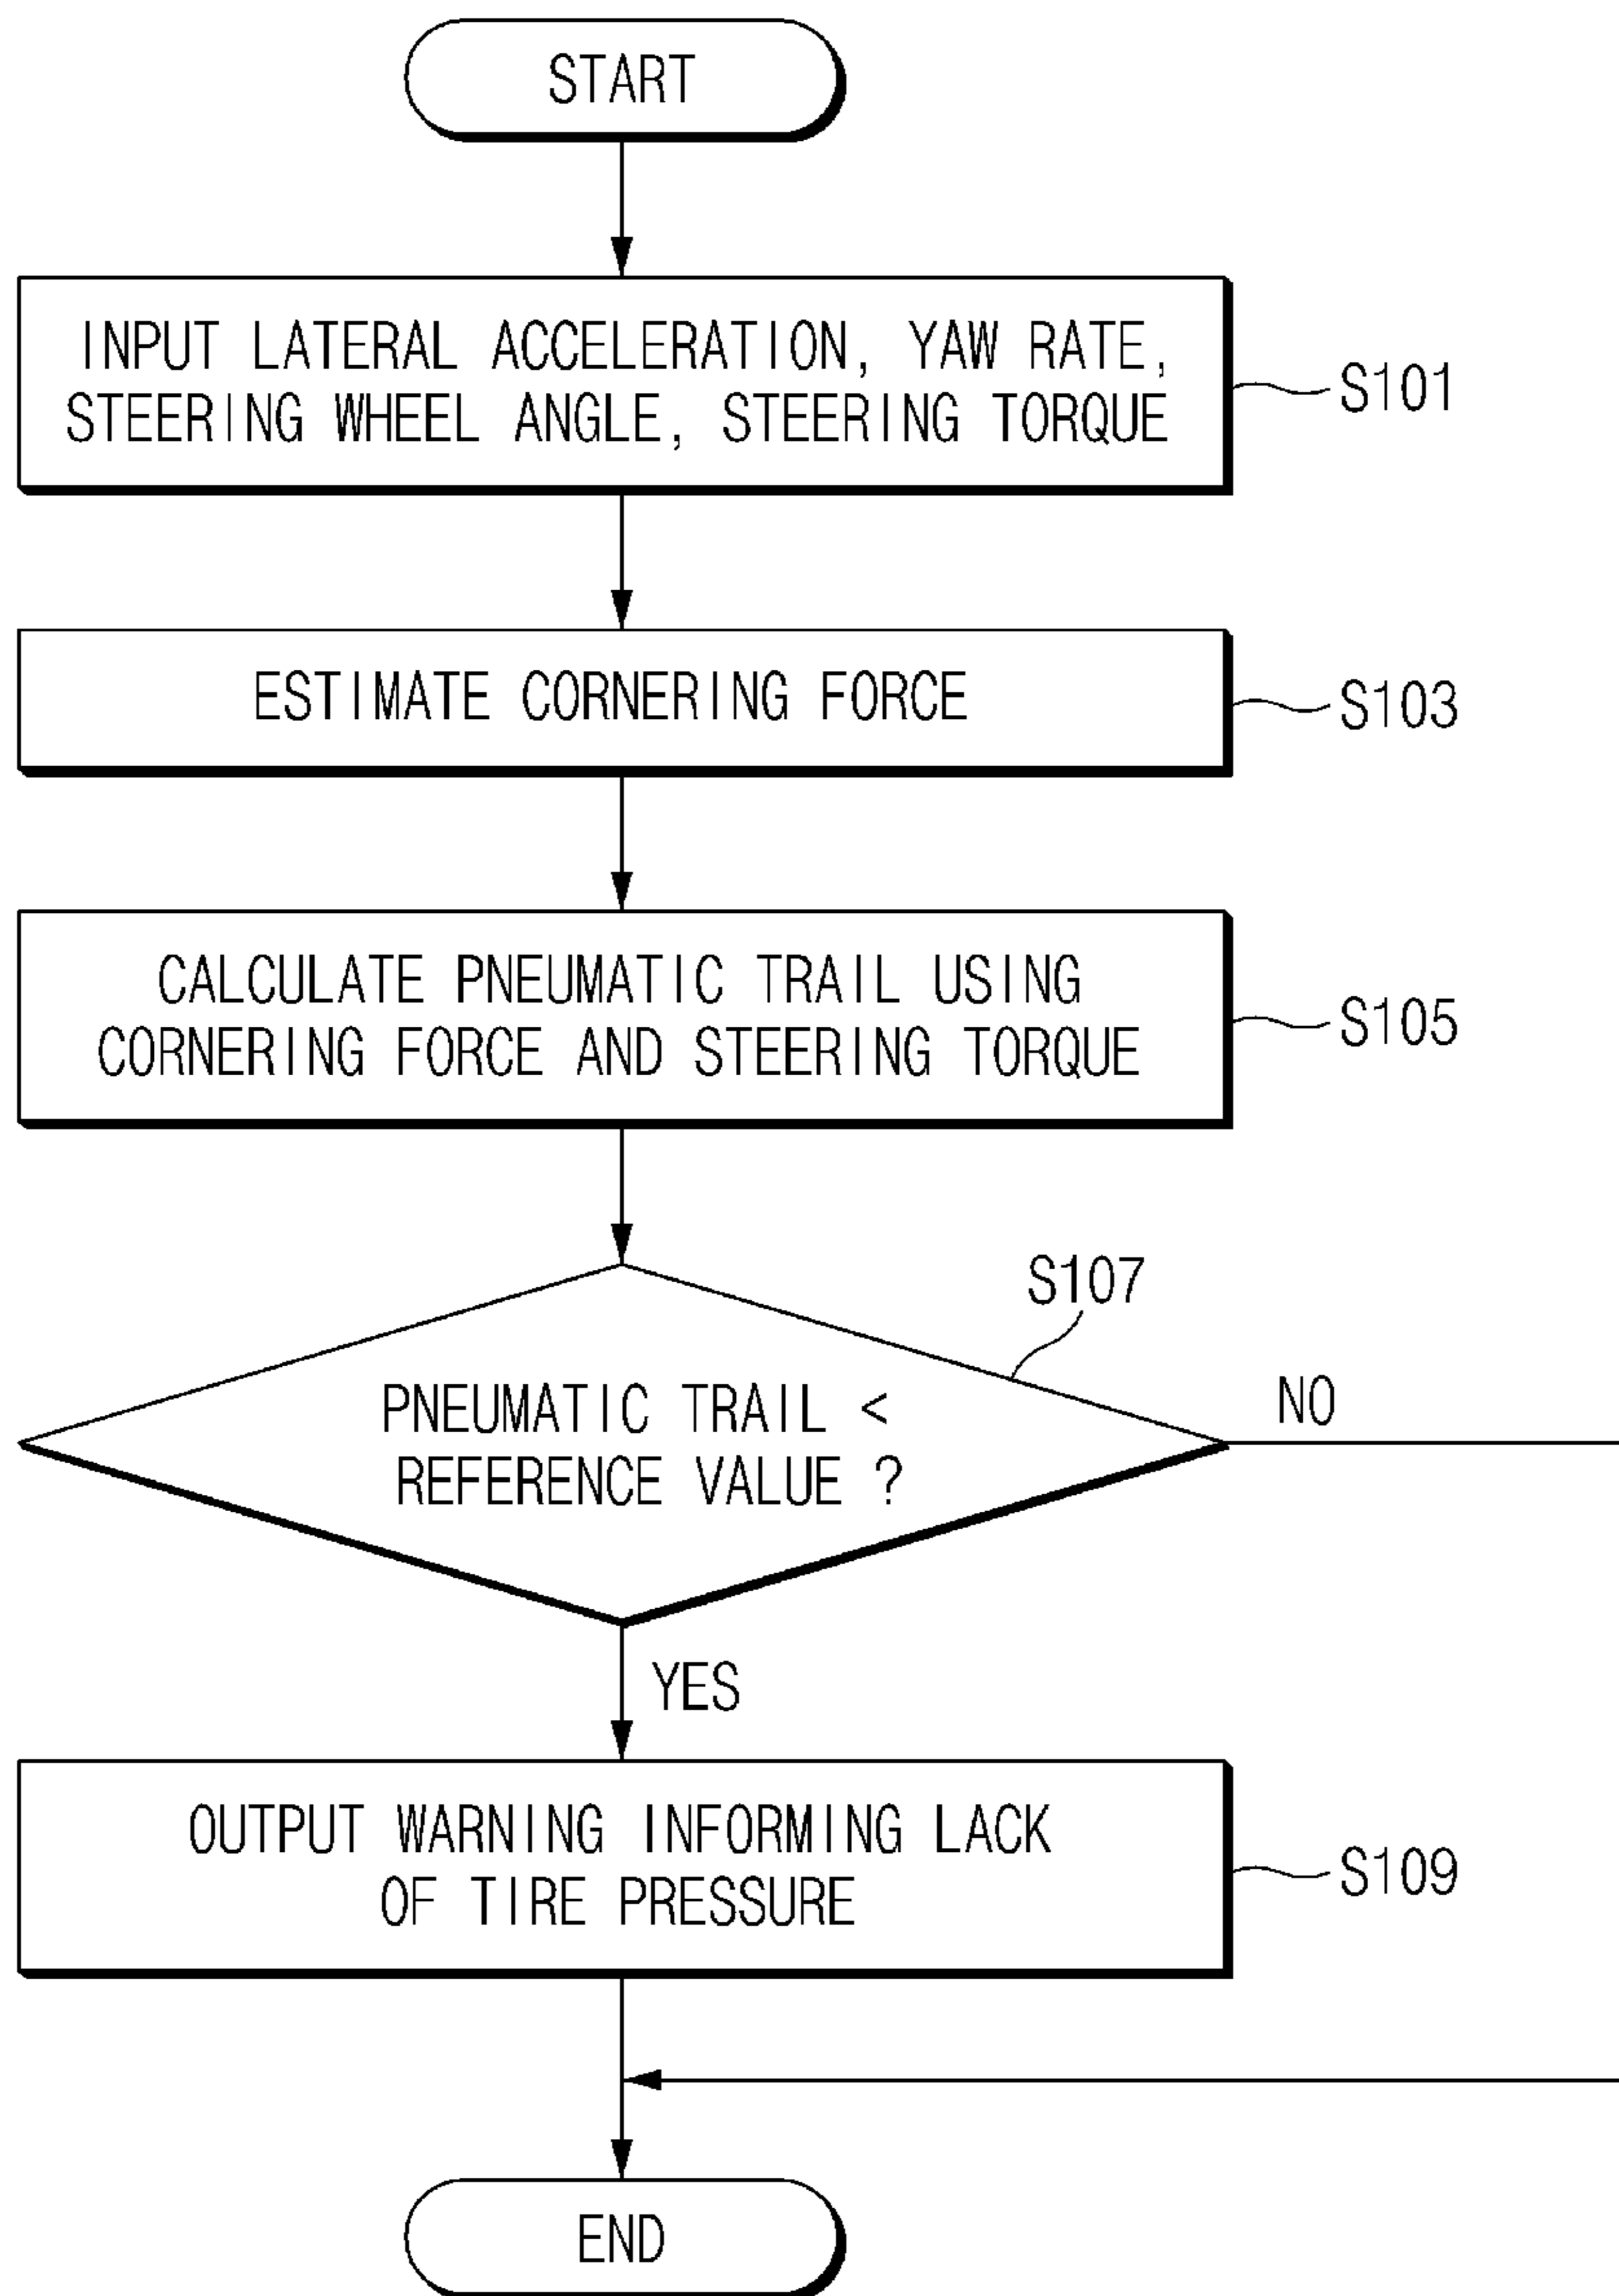 START
INPUT LATERAL ACCELERATION, YAW RATE,
STEERING WHEEL ANGLE, STEERING TORQUE
S101
ESTIMATE CORNERING FORCE
S103
CALCULATE PNEUMATIC TRAIL USING
CORNERING FORCE AND STEERING TORQUE
S105
S107
PNEUMATIC TRAIL <
REFERENCE VALUE ?
NO
YES
OUTPUT WARNING INFORMING LACK
OF TIRE PRESSURE
S109
END